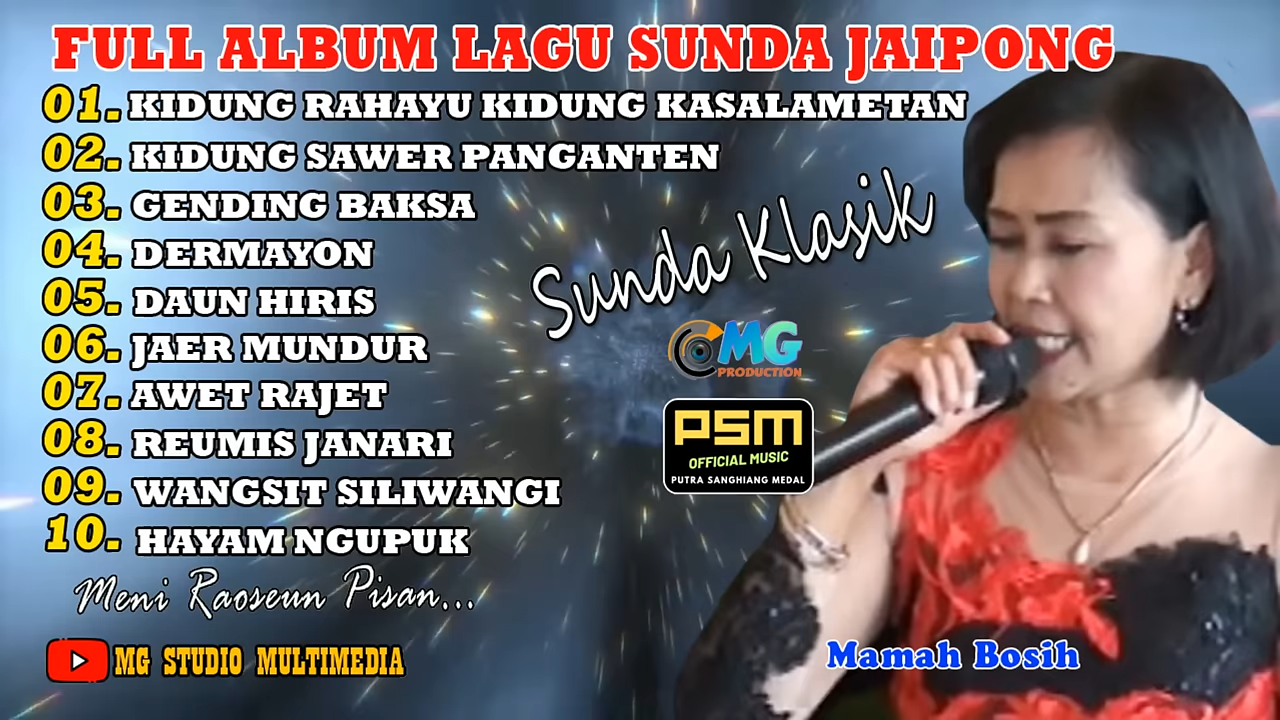 FULL ALBUM LAGU SUNDA JAIPONG
01. KIDUNG RAHAYU KIDUNG KASALAMETAN
02. KIDUNG SAWER PANGANTEN
03. GENDING BAKSA
04. DERMAYON
05. DAUN HIRIS
06. JAER MUNDUR
07. AWET RAJET
08. REUMIS JANARI
09. WANGSIT SILIWANGI
10. HAYAM NGUPUK
Meni Raoseun Pisan...
MG STUDIO MULTIMEDIA
Sunda Klasik
MG
PRODUCTION
PSM
OFFICIAL MUSIC
PUTRA SANGHIANG MEDAL
Mamah Bosih